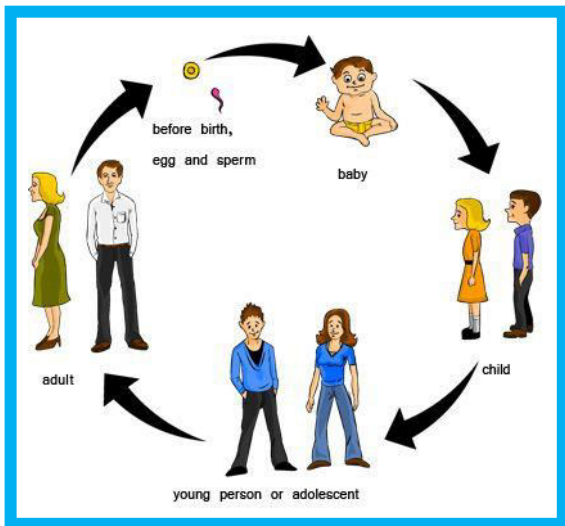 before birth,
egg and sperm
baby
child
young person or adolescent
adult